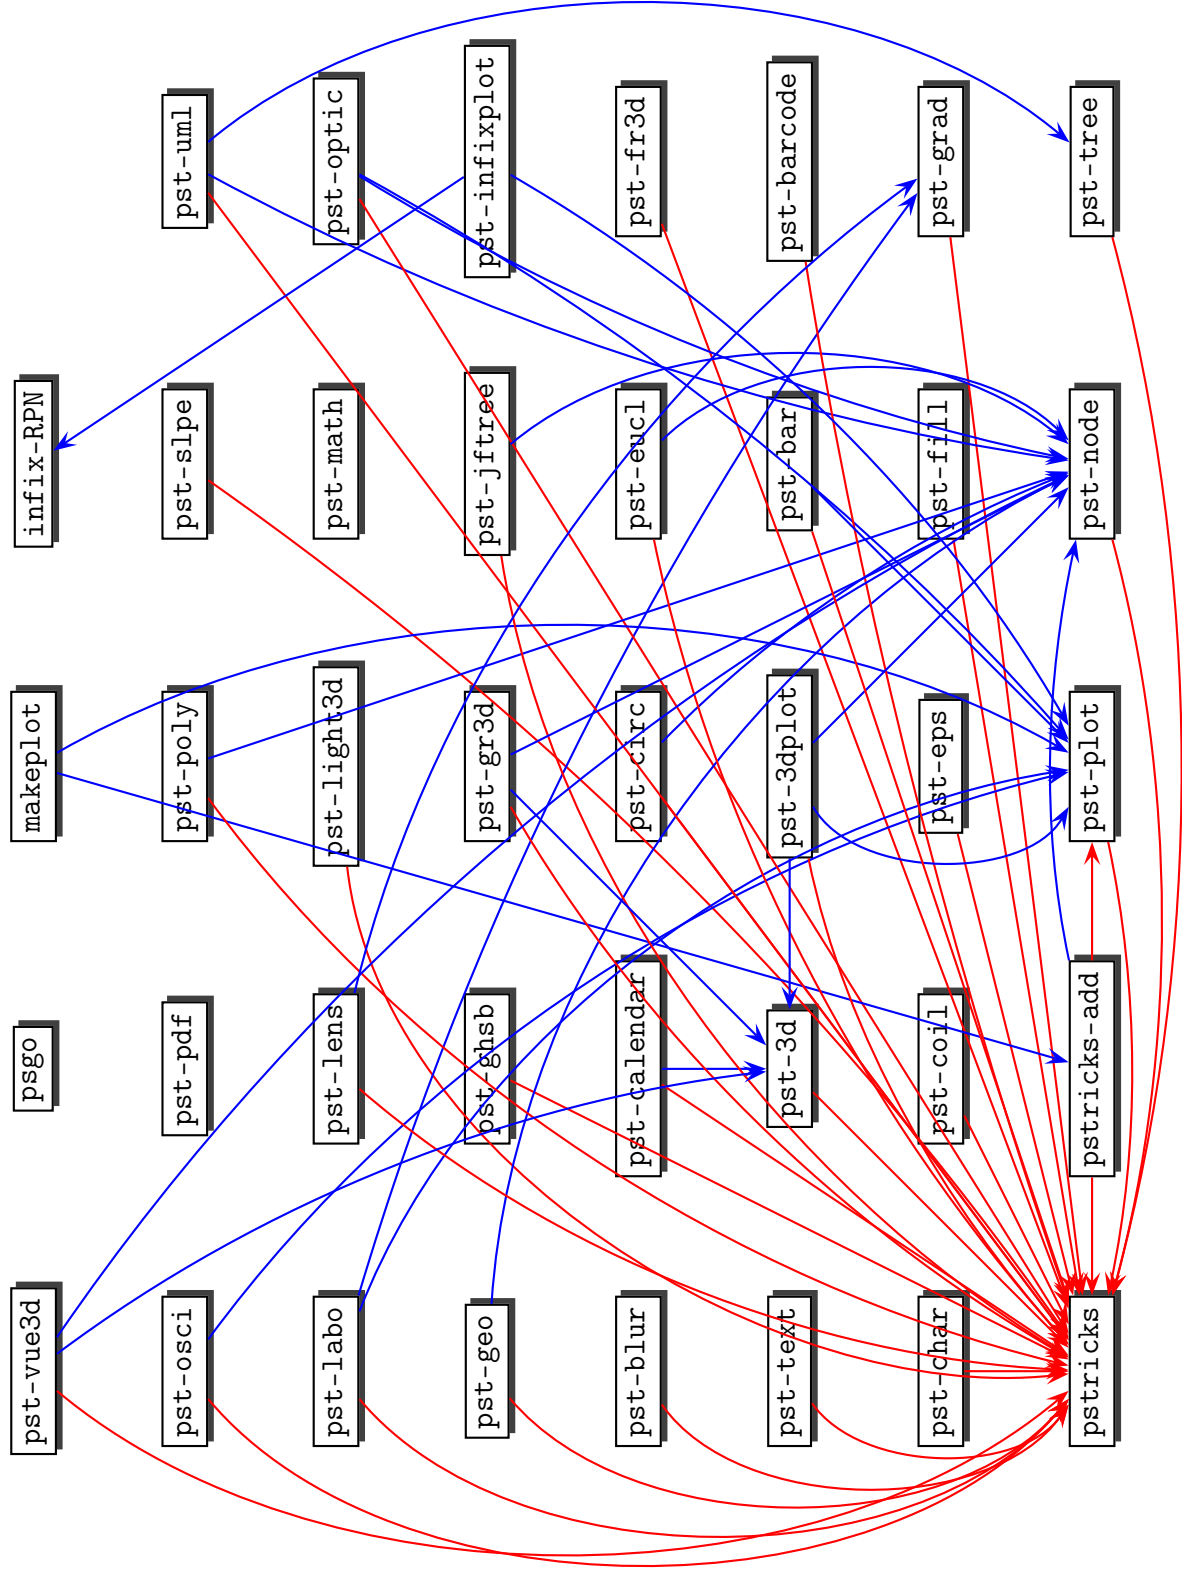 pst-vue3d
psgo
makeplot
infix-RPN
pst-osci
pst-pdf
pst-poly
pst-slpe
pst-uml
pst-labo
pst-lens
pst-light3d
pst-math
pst-optic
pst-geo
pst-ghsb
pst-gr3d
pst-jftree
pst-infixplot
pst-blur
pst-calendar
pst-circ
pst-eucl
pst-fr3d
pst-text
pst-3d
pst-3dplot
pst-bar
pst-barcode
pst-char
pst-coil
pst-eps
pst-fill
pst-grad
pstricks
pstricks-add
pst-plot
pst-node
pst-tree